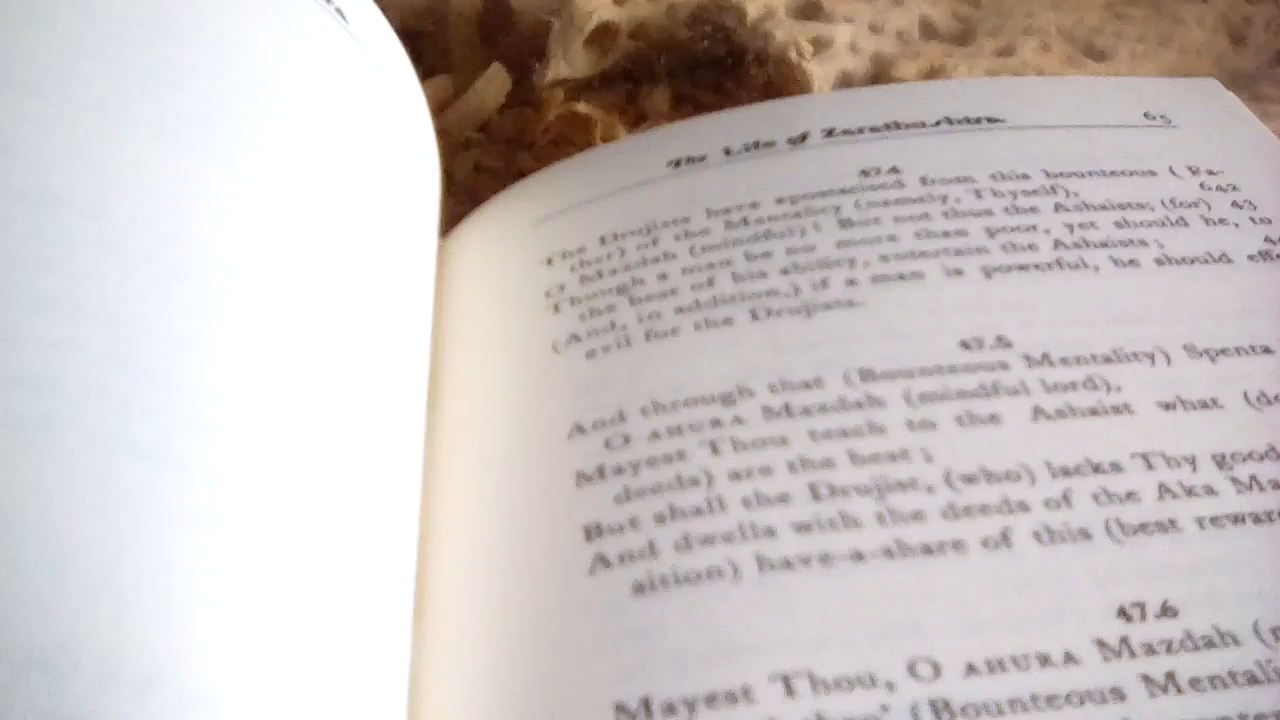 The Life of Zarathushtra 65
47.4
The Drujists have apostacised from this bounteous (Fa-
ther) of the Mentality (namely, Thyself),
O Mazdah (mindful)! But not thus the Ashaists; (for)
Though a man be no more than poor, yet should he, to
the best of his ability, entertain the Ashaists;
(And, in addition,) if a man is powerful, he should
evil for the Drujists.
47.5
And through that (Bounteous Mentality) Spenta
O AHURA Mazdah (mindful lord),
Mayest Thou teach to the Ashaist what
deeds) are the best;
But shall the Drujist, (who) lacks Thy good
And dwells with the deeds of the Aka
have-a-share of this (best
47.6
Mayest Thou, O AHURA Mazdah
(Bounteous